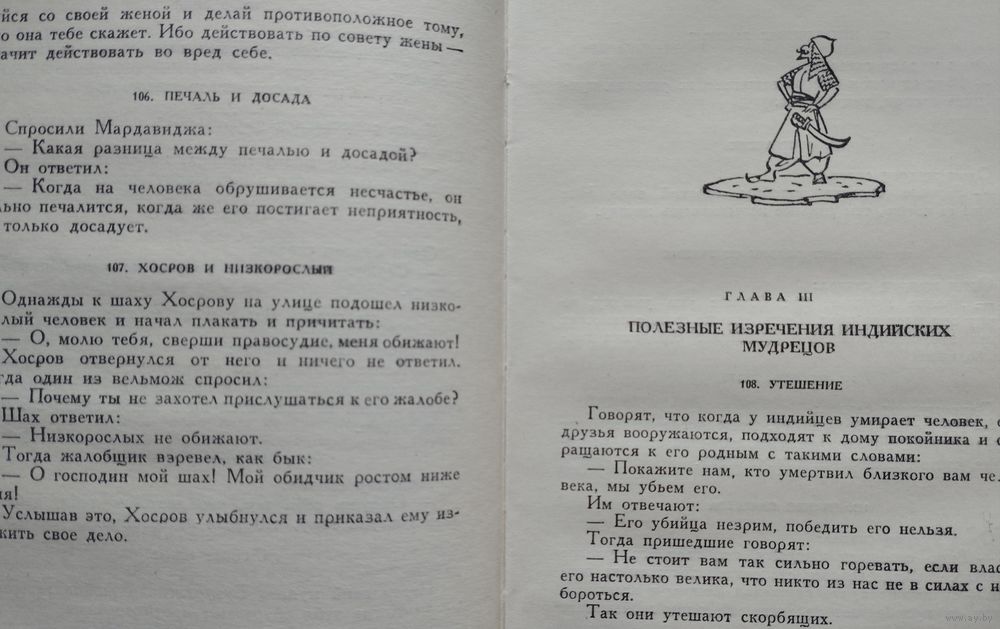 йся со своей женой и делай противоположное тому,
о она тебе скажет. Ибо действовать по совету жены —
ачит действовать во вред себе.
106. ПЕЧАЛЬ И ДОСАДА
Спросили Мардавиджа:
— Какая разница между печалью и досадой?
Он ответил:
— Когда на человека обрушивается несчастье, он
льно печалится, когда же его постигает неприятность,
только досадует.
107. ХОСРОВ И НИЗКОРОСЛЫЙ
Однажды к шаху Хосрову на улице подошел низко-
лый человек и начал плакать и причитать:
— О, молю тебя, сверши правосудие, меня обижают!
Хосров отвернулся от него и ничего не ответил.
гда один из вельмож спросил:
— Почему ты не захотел прислушаться к его жалобе?
Шах ответил:
— Низкорослых не обижают.
Тогда жалобщик взревел, как бык:
— О господин мой шах! Мой обидчик ростом ниже
ня!
Услышав это, Хосров улыбнулся и приказал ему из-
жить свое дело.
ГЛАВА III
ПОЛЕЗНЫЕ ИЗРЕЧЕНИЯ ИНДИЙСКИХ
МУДРЕЦОВ
108. УТЕШЕНИЕ
Говорят, что когда у индийцев умирает человек, е
друзья вооружаются, подходят к дому покойника и о
ращаются к его родным с такими словами:
— Покажите нам, кто умертвил близкого вам чел
века, мы убьем его.
Им отвечают:
— Его убийца незрим, победить его нельзя.
Тогда пришедшие говорят:
— Не стоит вам так сильно горевать, если влас
его настолько велика, что никто из нас не в силах с н
бороться.
Так они утешают скорбящих.
www.ay.by